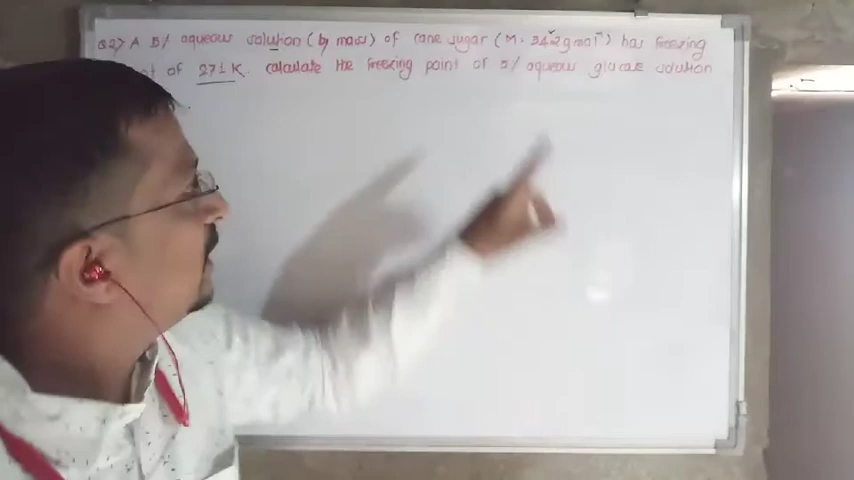 Q2> A 5% aqueous solution (by mass) of cane sugar (M. 342 g mol⁻¹) has freezing
of 271 K. calculate the freezing point of 5% aqueous glucose solution